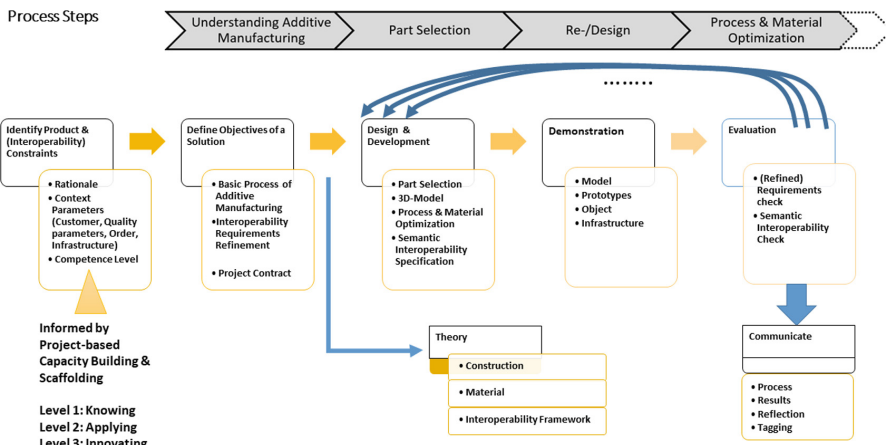 Process Steps
Understanding Additive
Manufacturing
Part Selection
Re-/Design
Process & Material
Optimization
........
Identify Product &
(Interoperability)
Constraints
• Rationale
• Context
Parameters
(Customer, Quality
parameters, Order,
Infrastructure)
• Competence Level
Define Objectives of a
Solution
• Basic Process of
Additive
Manufacturing
•Interoperability
Requirements
Refinement
• Project Contract
Design &
Development
• Part Selection
• 3D-Model
• Process & Material
Optimization
• Semantic
Interoperability
Specification
Demonstration
• Model
• Prototypes
• Object
• Infrastructure
Evaluation
• (Refined)
Requirements
check
• Semantic
Interoperability
Check
Informed by
Project-based
Capacity Building &
Scaffolding
Level 1: Knowing
Level 2: Applying
Level 3: Innovating
Theory
• Construction
• Material
• Interoperability Framework
Communicate
• Process
• Results
• Reflection
• Tagging